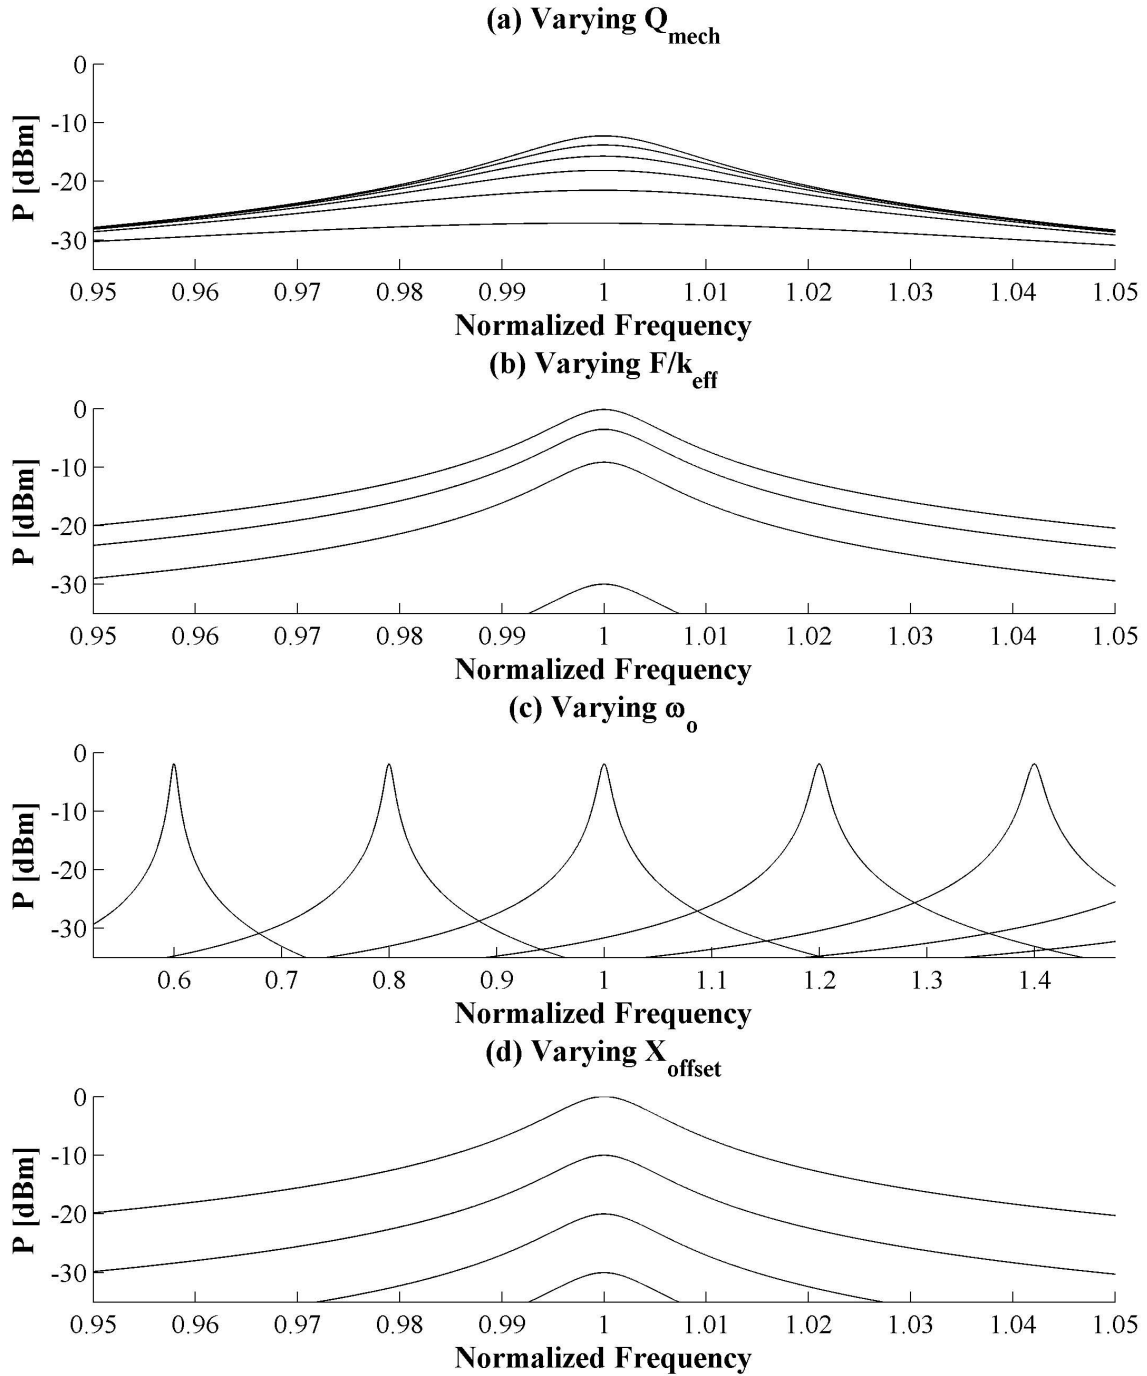 (a) Varying Qmech
0
-10
-20
-30
P [dBm]
0.95 0.96 0.97 0.98 0.99 1 1.01 1.02 1.03 1.04 1.05
Normalized Frequency
(b) Varying F/keff
0
-10
-20
-30
P [dBm]
0.95 0.96 0.97 0.98 0.99 1 1.01 1.02 1.03 1.04 1.05
Normalized Frequency
(c) Varying ωo
0
-10
-20
-30
P [dBm]
0.6 0.7 0.8 0.9 1 1.1 1.2 1.3 1.4
Normalized Frequency
(d) Varying Xoffset
0
-10
-20
-30
P [dBm]
0.95 0.96 0.97 0.98 0.99 1 1.01 1.02 1.03 1.04 1.05
Normalized Frequency